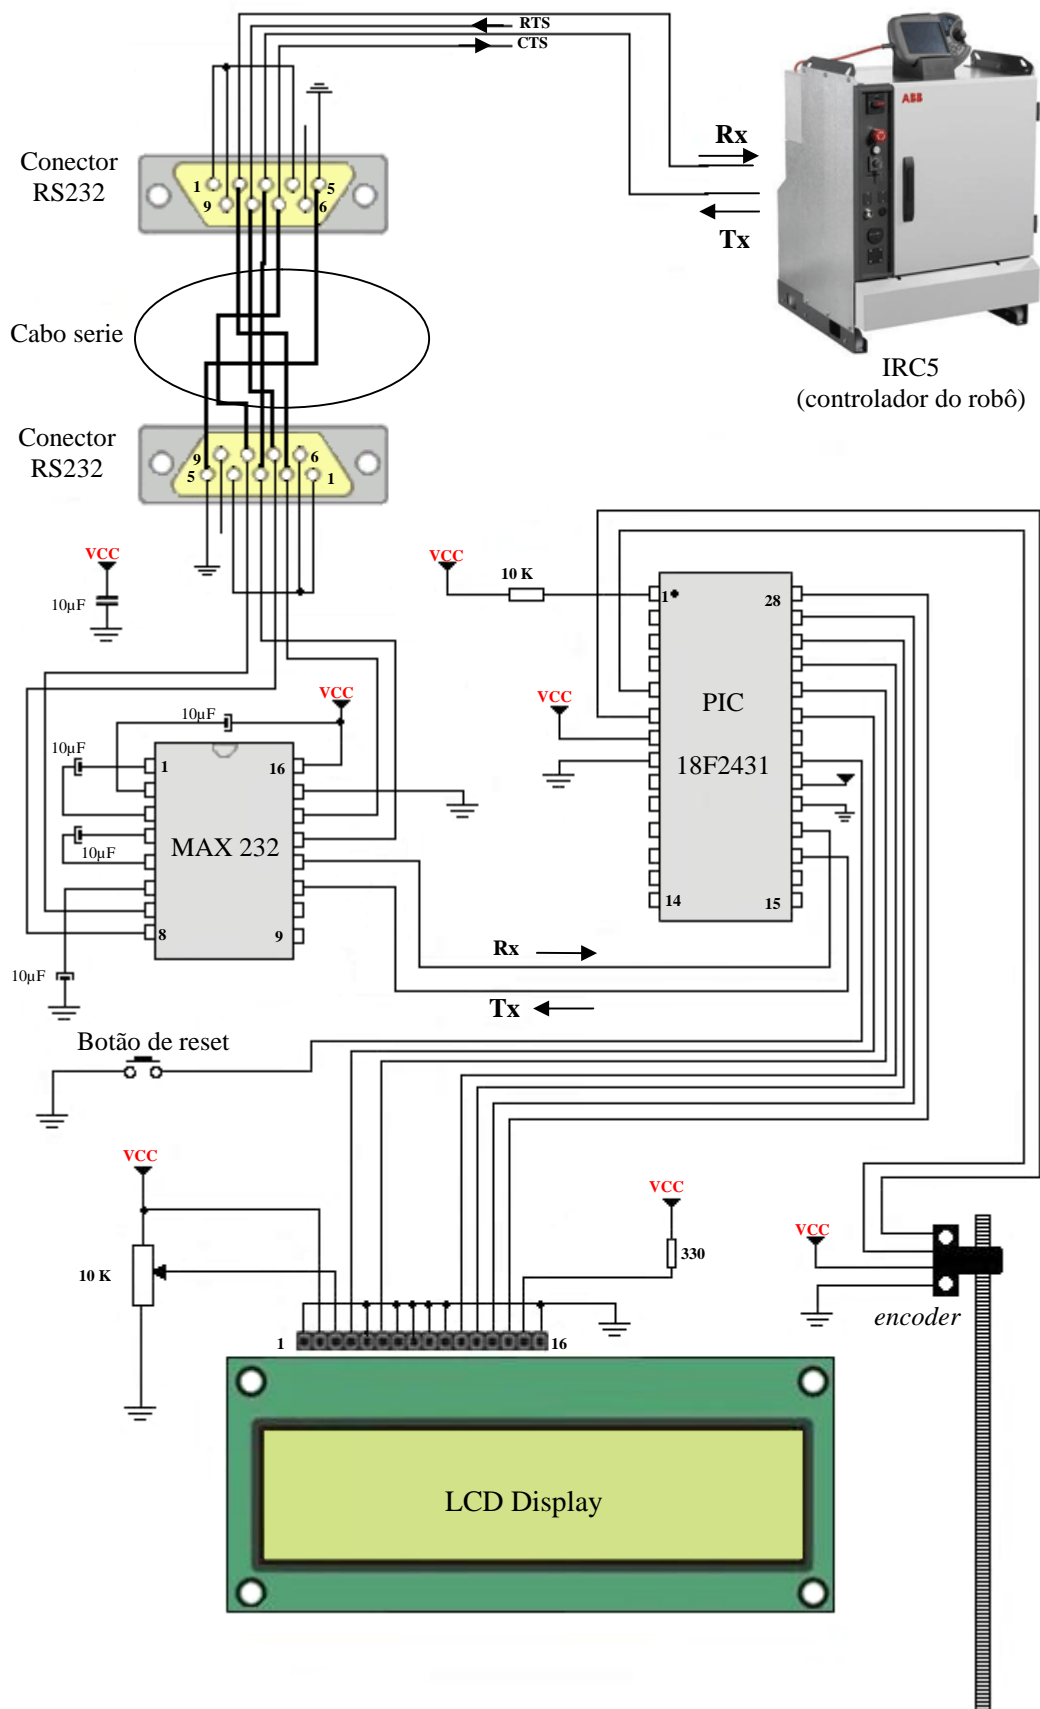 RTS
CTS
ABB
Rx
Tx
Conector
RS232
1
5
9
6
Cabo serie
IRC5
(controlador do robô)
Conector
RS232
9
6
5
1
VCC
10µF
VCC
10 K
1
28
PIC
18F2431
14
15
VCC
VCC
10µF
10µF
1
16
MAX 232
10µF
8
9
10µF
Rx
Tx
Botão de reset
VCC
10 K
VCC
330
VCC
encoder
1
16
LCD Display